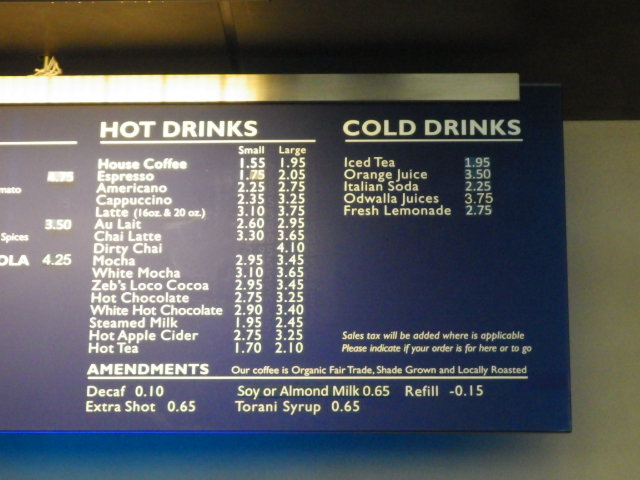 4.75
mato
3.50
Spices
OLA 4.25
HOT DRINKS
Small Large
House Coffee 1.55 1.95
Espresso 1.75 2.05
Americano 2.25 2.75
Cappuccino 2.35 3.25
Latte (16oz. & 20 oz.) 3.10 3.75
Au Lait 2.60 2.95
Chai Latte 3.30 3.65
Dirty Chai 4.10
Mocha 2.95 3.45
White Mocha 3.10 3.65
Zeb's Loco Cocoa 2.95 3.45
Hot Chocolate 2.75 3.25
White Hot Chocolate 2.90 3.40
Steamed Milk 1.95 2.45
Hot Apple Cider 2.75 3.25
Hot Tea 1.70 2.10
COLD DRINKS
Iced Tea 1.95
Orange Juice 3.50
Italian Soda 2.25
Odwalla Juices 3.75
Fresh Lemonade 2.75
Sales tax will be added where is applicable
Please indicate if your order is for here or to go
AMENDMENTS Our coffee is Organic Fair Trade, Shade Grown and Locally Roasted
Decaf 0.10 Soy or Almond Milk 0.65 Refill -0.15
Extra Shot 0.65 Torani Syrup 0.65